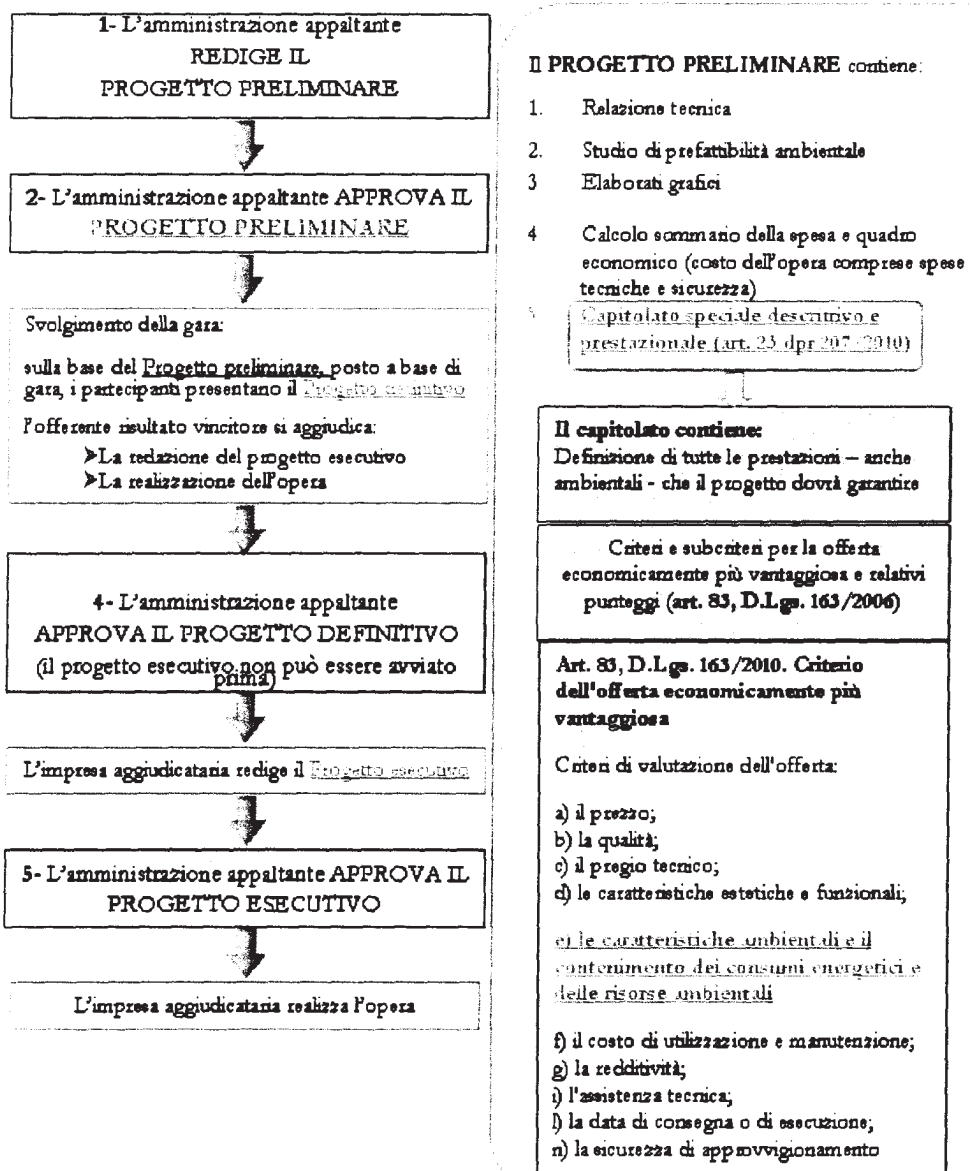 1- L'amministrazione appaltante
REDIGE IL
PROGETTO PRELIMINARE
2- L'amministrazione appaltante APPROVA IL
PROGETTO PRELIMINARE
Svolgimento della gara:
sulla base del Progetto preliminare, posto a base di
gara, i partecipanti presentano il Progetto definitivo
l'offerente risultato vincitore si aggiudica:
➤La redazione del progetto esecutivo
➤La realizzazione dell'opera
4- L'amministrazione appaltante
APPROVA IL PROGETTO DEFINITIVO
(il progetto esecutivo non può essere avviato
prima)
L'impresa aggiudicataria redige il Progetto esecutivo
5- L'amministrazione appaltante APPROVA IL
PROGETTO ESECUTIVO
L'impresa aggiudicataria realizza l'opera
Il PROGETTO PRELIMINARE contiene:
1. Relazione tecnica
2. Studio di prefattibilità ambientale
3 Elaborati grafici
4 Calcolo sommario della spesa e quadro
economico (costo dell'opera comprese spese
tecniche e sicurezza)
5 Capitolato speciale descrittivo e
prestazionale (art. 23 dpr 207/2010)
Il capitolato contiene:
Definizione di tutte le prestazioni – anche
ambientali - che il progetto dovrà garantire
Criteri e subcriteri per la offerta
economicamente più vantaggiosa e relativi
punteggi (art. 83, D.Lgs. 163/2006)
Art. 83, D.Lgs. 163/2010. Criterio
dell'offerta economicamente più
vantaggiosa
Criteri di valutazione dell'offerta:
a) il prezzo;
b) la qualità;
c) il pregio tecnico;
d) le caratteristiche estetiche e funzionali;
e) le caratteristiche ambientali e il
contenimento dei consumi energetici e
delle risorse ambientali
f) il costo di utilizzazione e manutenzione;
g) la redditività;
i) l'assistenza tecnica;
l) la data di consegna o di esecuzione;
n) la sicurezza di approvvigionamento